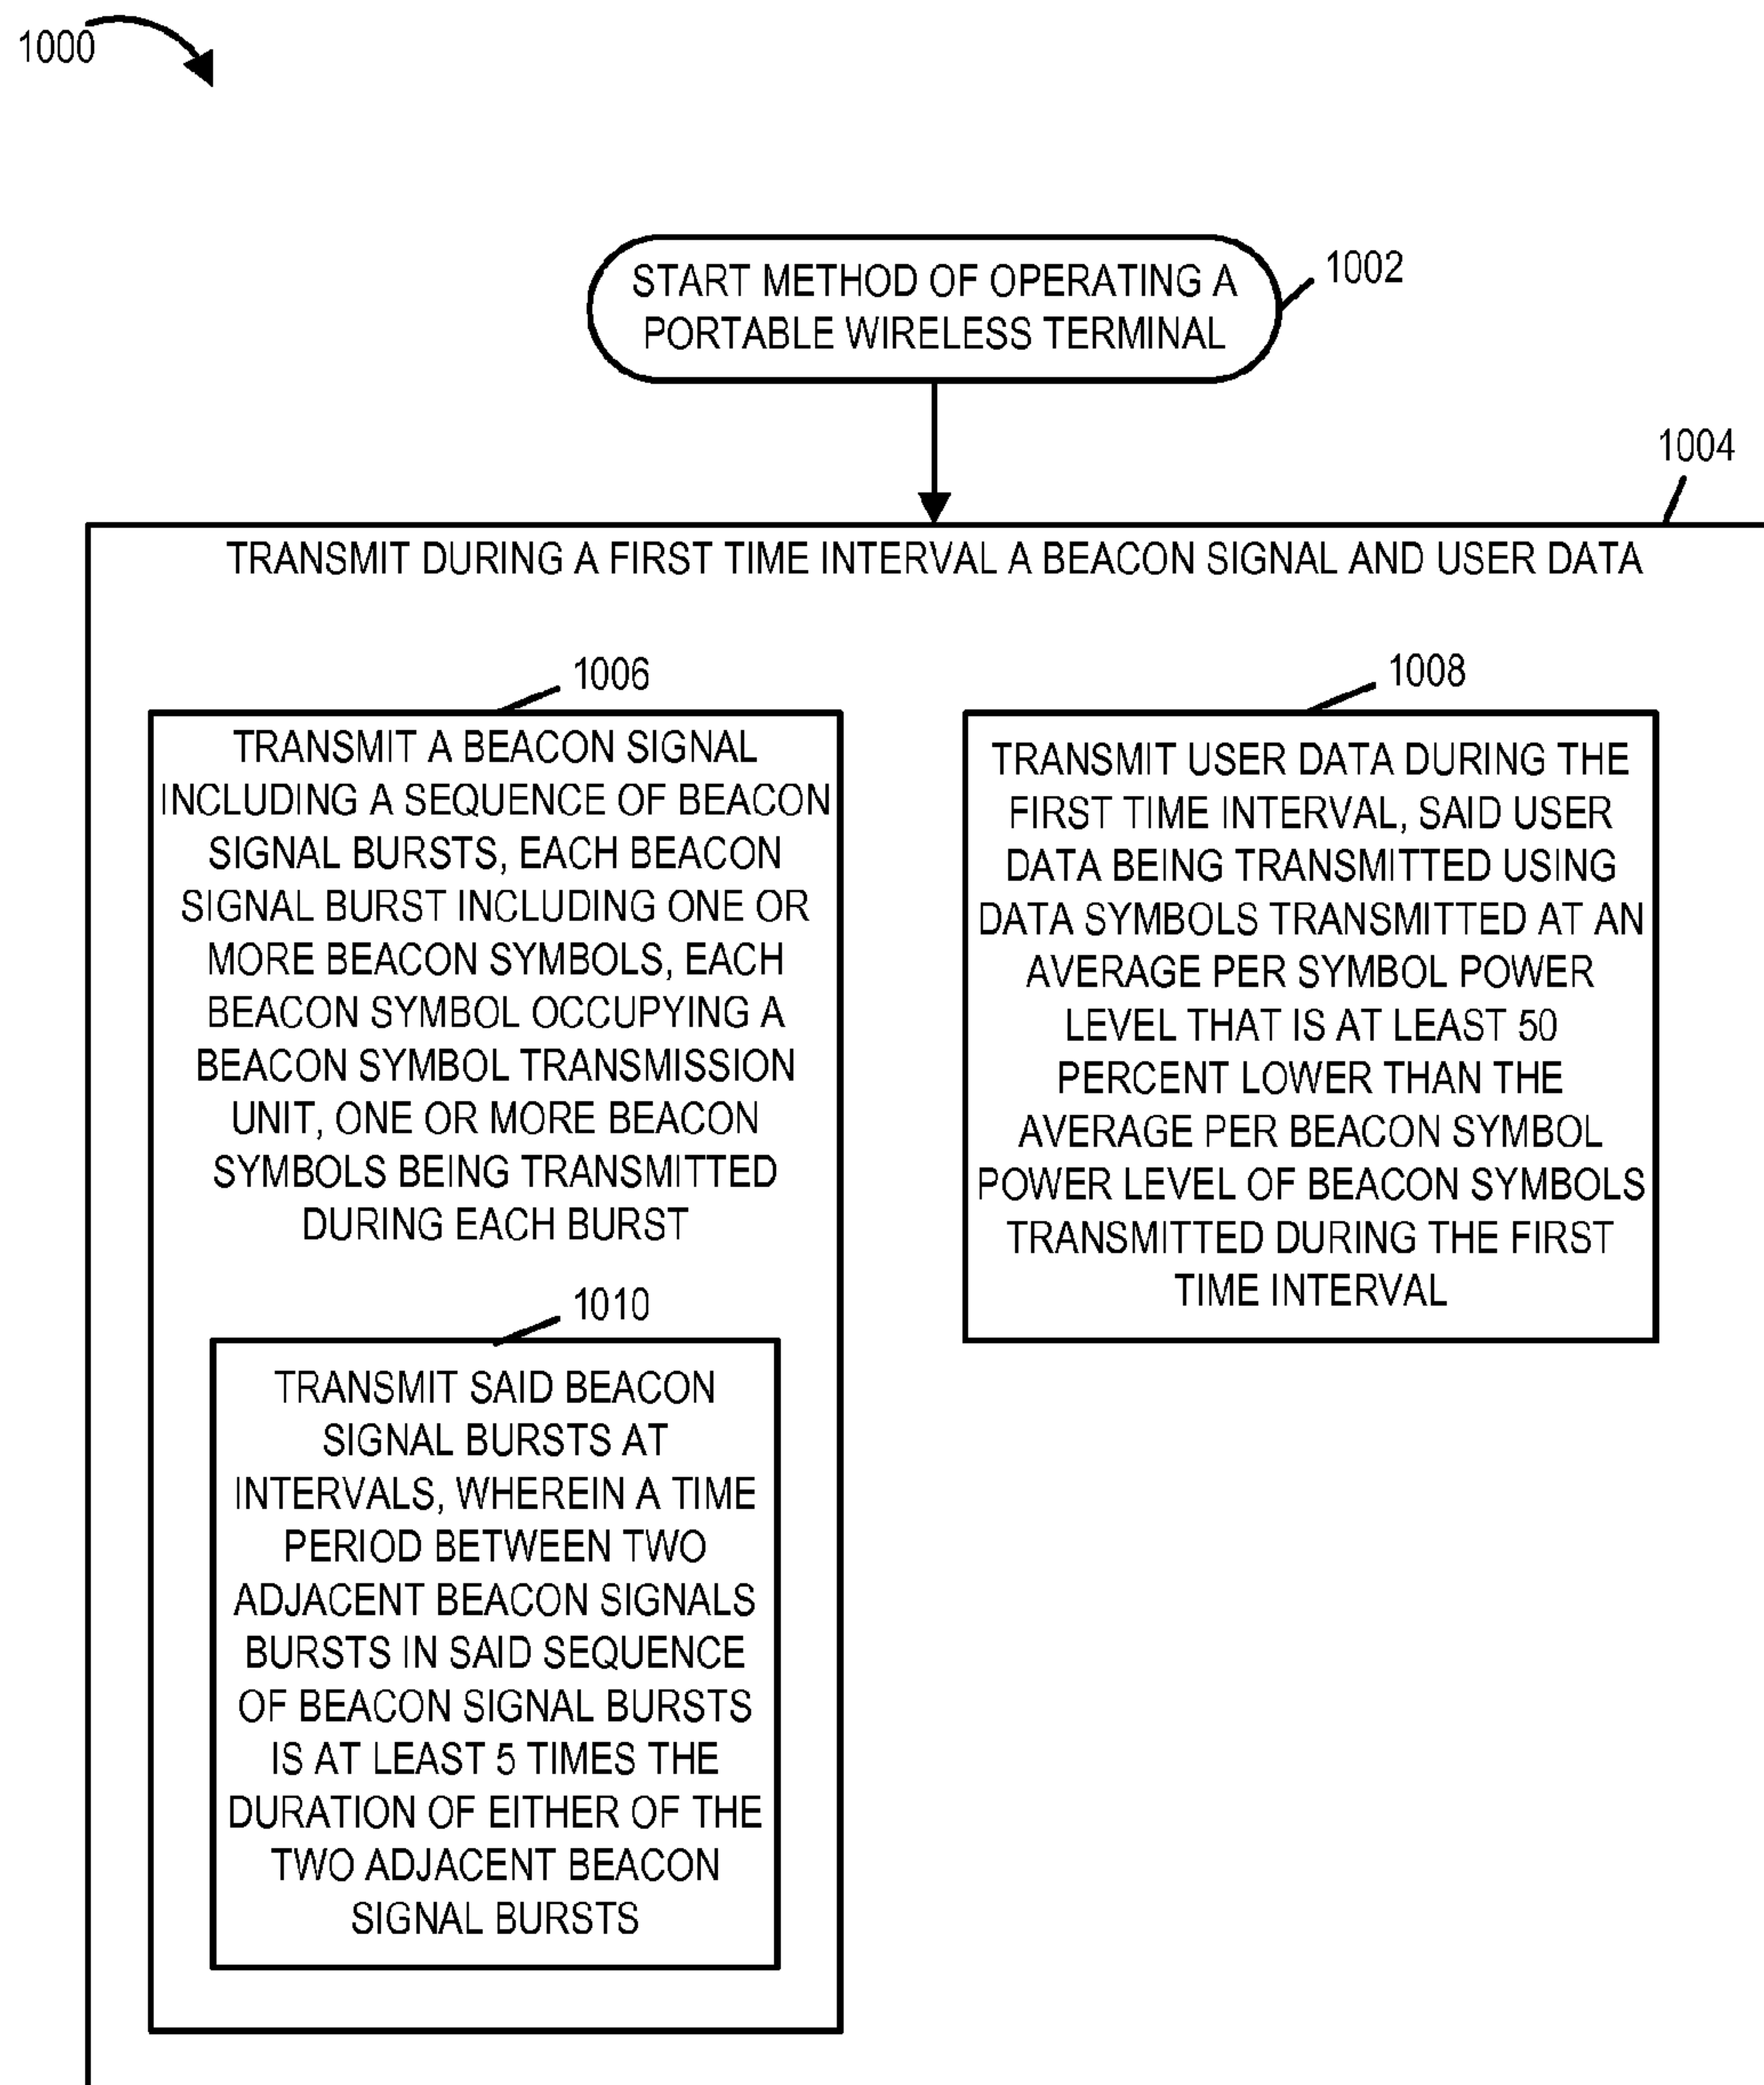 1000
START METHOD OF OPERATING A
PORTABLE WIRELESS TERMINAL
1002
1004
TRANSMIT DURING A FIRST TIME INTERVAL A BEACON SIGNAL AND USER DATA
1006
TRANSMIT A BEACON SIGNAL
INCLUDING A SEQUENCE OF BEACON
SIGNAL BURSTS, EACH BEACON
SIGNAL BURST INCLUDING ONE OR
MORE BEACON SYMBOLS, EACH
BEACON SYMBOL OCCUPYING A
BEACON SYMBOL TRANSMISSION
UNIT, ONE OR MORE BEACON
SYMBOLS BEING TRANSMITTED
DURING EACH BURST
1010
TRANSMIT SAID BEACON
SIGNAL BURSTS AT
INTERVALS, WHEREIN A TIME
PERIOD BETWEEN TWO
ADJACENT BEACON SIGNALS
BURSTS IN SAID SEQUENCE
OF BEACON SIGNAL BURSTS
IS AT LEAST 5 TIMES THE
DURATION OF EITHER OF THE
TWO ADJACENT BEACON
SIGNAL BURSTS
1008
TRANSMIT USER DATA DURING THE
FIRST TIME INTERVAL, SAID USER
DATA BEING TRANSMITTED USING
DATA SYMBOLS TRANSMITTED AT AN
AVERAGE PER SYMBOL POWER
LEVEL THAT IS AT LEAST 50
PERCENT LOWER THAN THE
AVERAGE PER BEACON SYMBOL
POWER LEVEL OF BEACON SYMBOLS
TRANSMITTED DURING THE FIRST
TIME INTERVAL